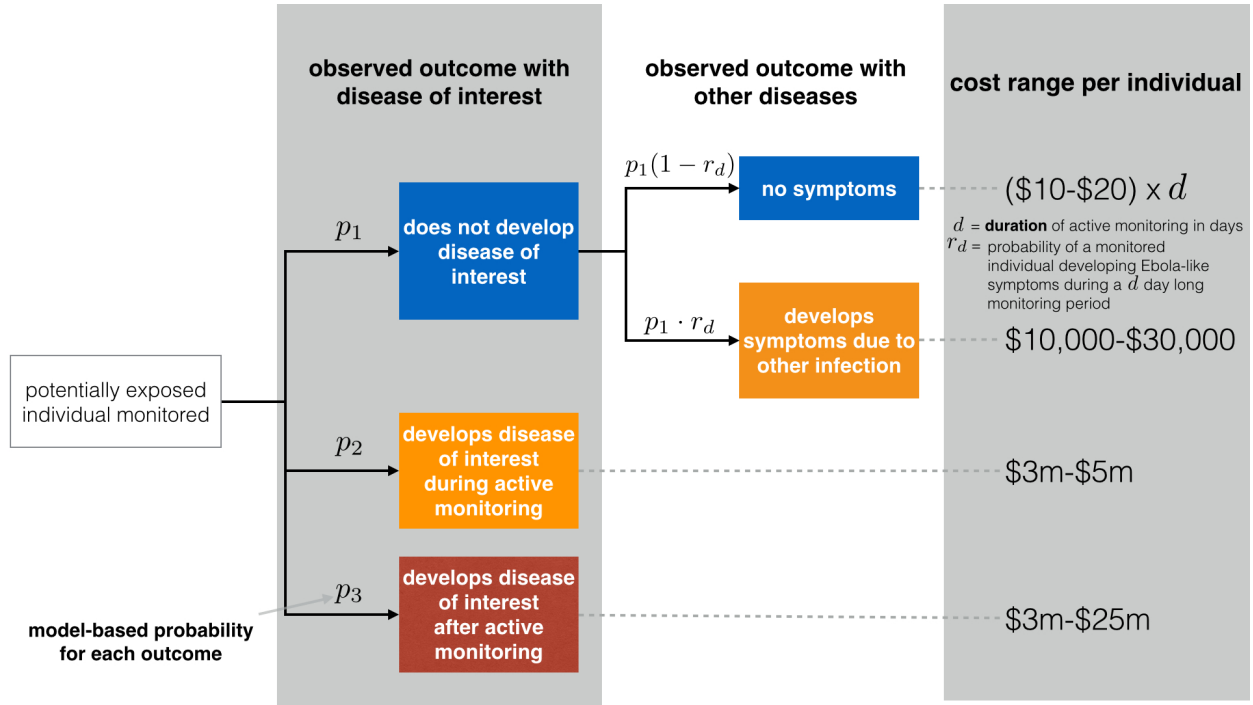 observed outcome with
disease of interest
observed outcome with
other diseases
cost range per individual
potentially exposed
individual monitored
p₁
does not develop
disease of
interest
p₁(1 − r_d)
no symptoms
($10-$20) x d
d = duration of active monitoring in days
r_d = probability of a monitored
individual developing Ebola-like
symptoms during a d day long
monitoring period
p₁ · r_d
develops
symptoms due to
other infection
$10,000-$30,000
p₂
develops disease
of interest
during active
monitoring
$3m-$5m
p₃
develops disease
of interest
after active
monitoring
$3m-$25m
model-based probability
for each outcome